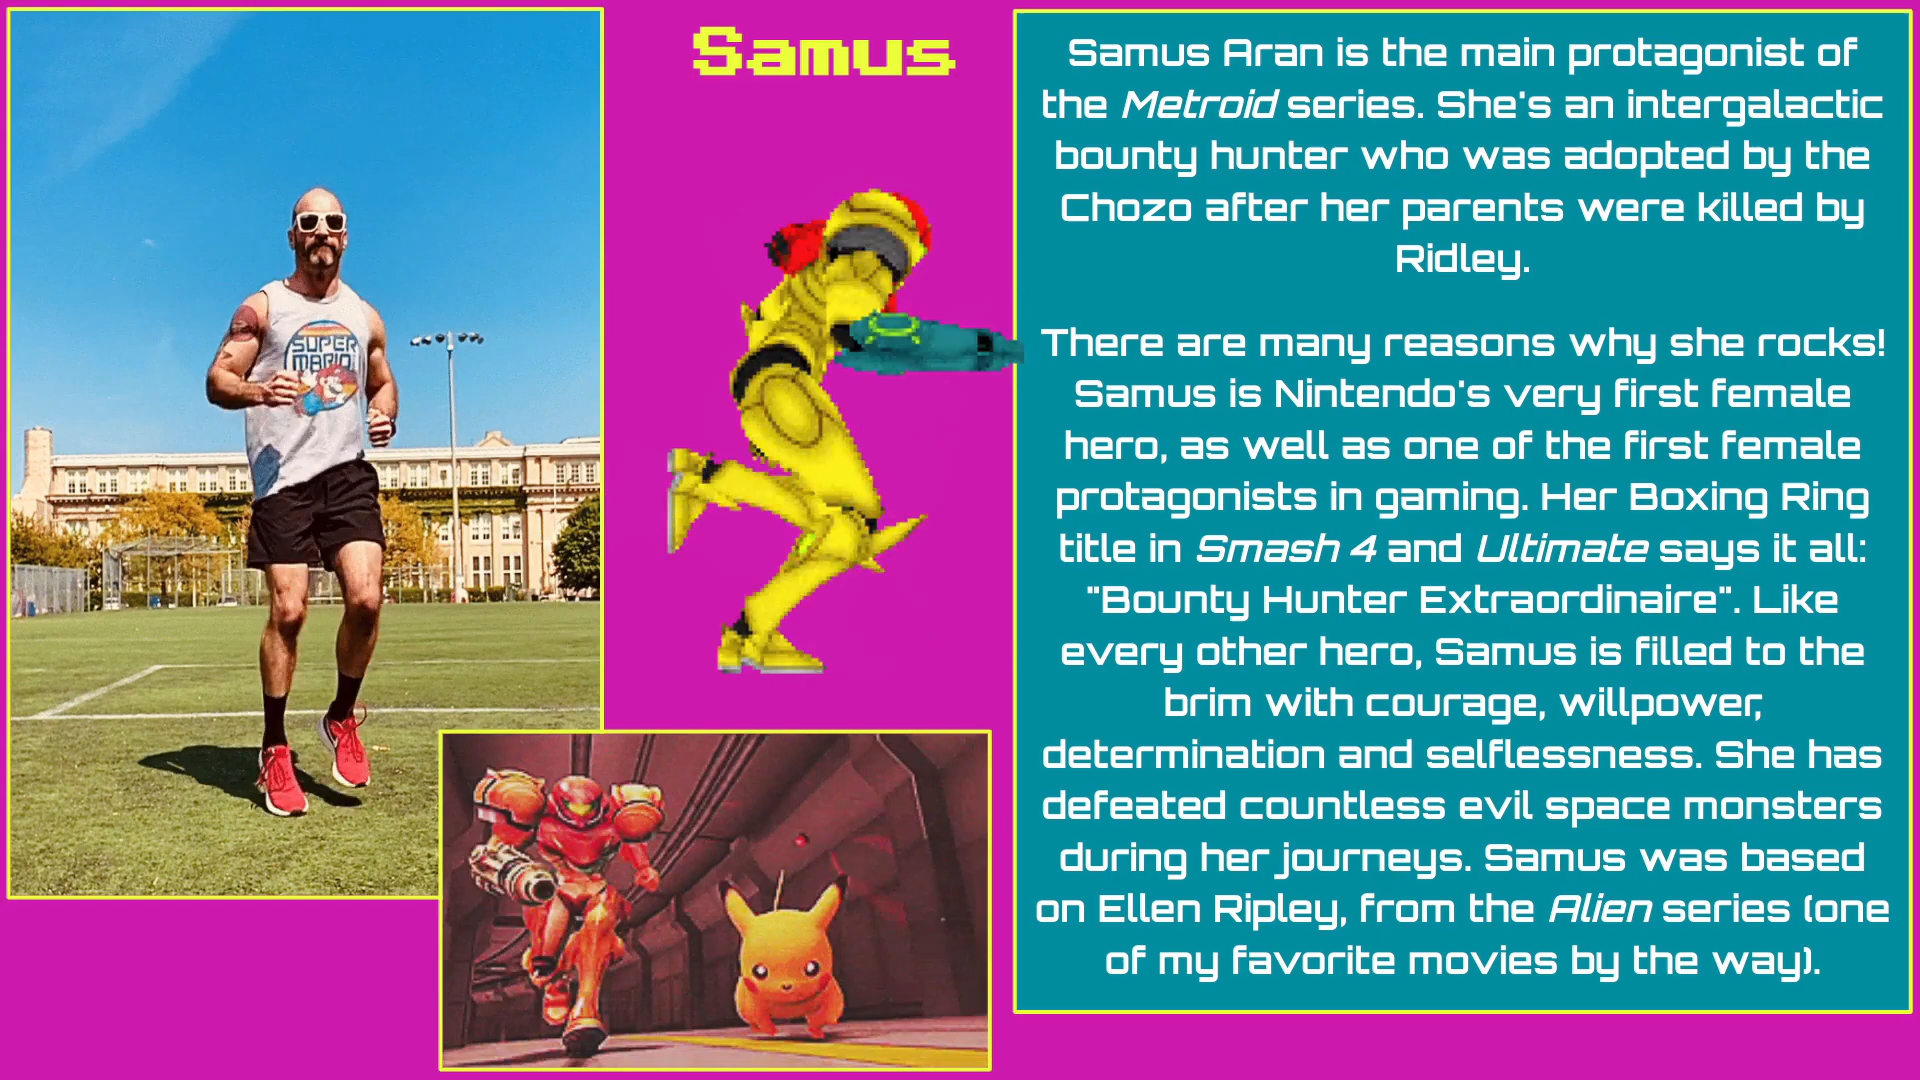 Samus
SUPER
MARIO
Samus Aran is the main protagonist of
the Metroid series. She's an intergalactic
bounty hunter who was adopted by the
Chozo after her parents were killed by
Ridley.
There are many reasons why she rocks!
Samus is Nintendo's very first female
hero, as well as one of the first female
protagonists in gaming. Her Boxing Ring
title in Smash 4 and Ultimate says it all:
"Bounty Hunter Extraordinaire". Like
every other hero, Samus is filled to the
brim with courage, willpower,
determination and selflessness. She has
defeated countless evil space monsters
during her journeys. Samus was based
on Ellen Ripley, from the Alien series (one
of my favorite movies by the way).